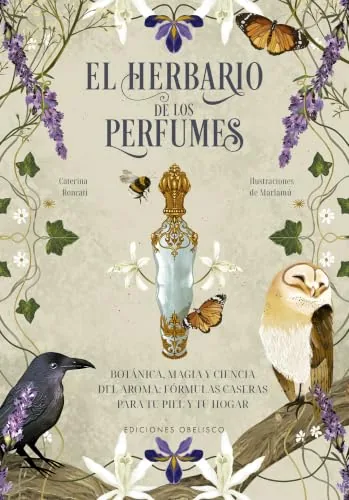 EL HERBARIO
DE LOS
PERFUMES
Caterina
Roncati
Ilustraciones
de Marlamú
BOTÁNICA, MAGIA Y CIENCIA
DEL AROMA: FÓRMULAS CASERAS
PARA TU PIEL Y TU HOGAR
EDICIONES OBELISCO